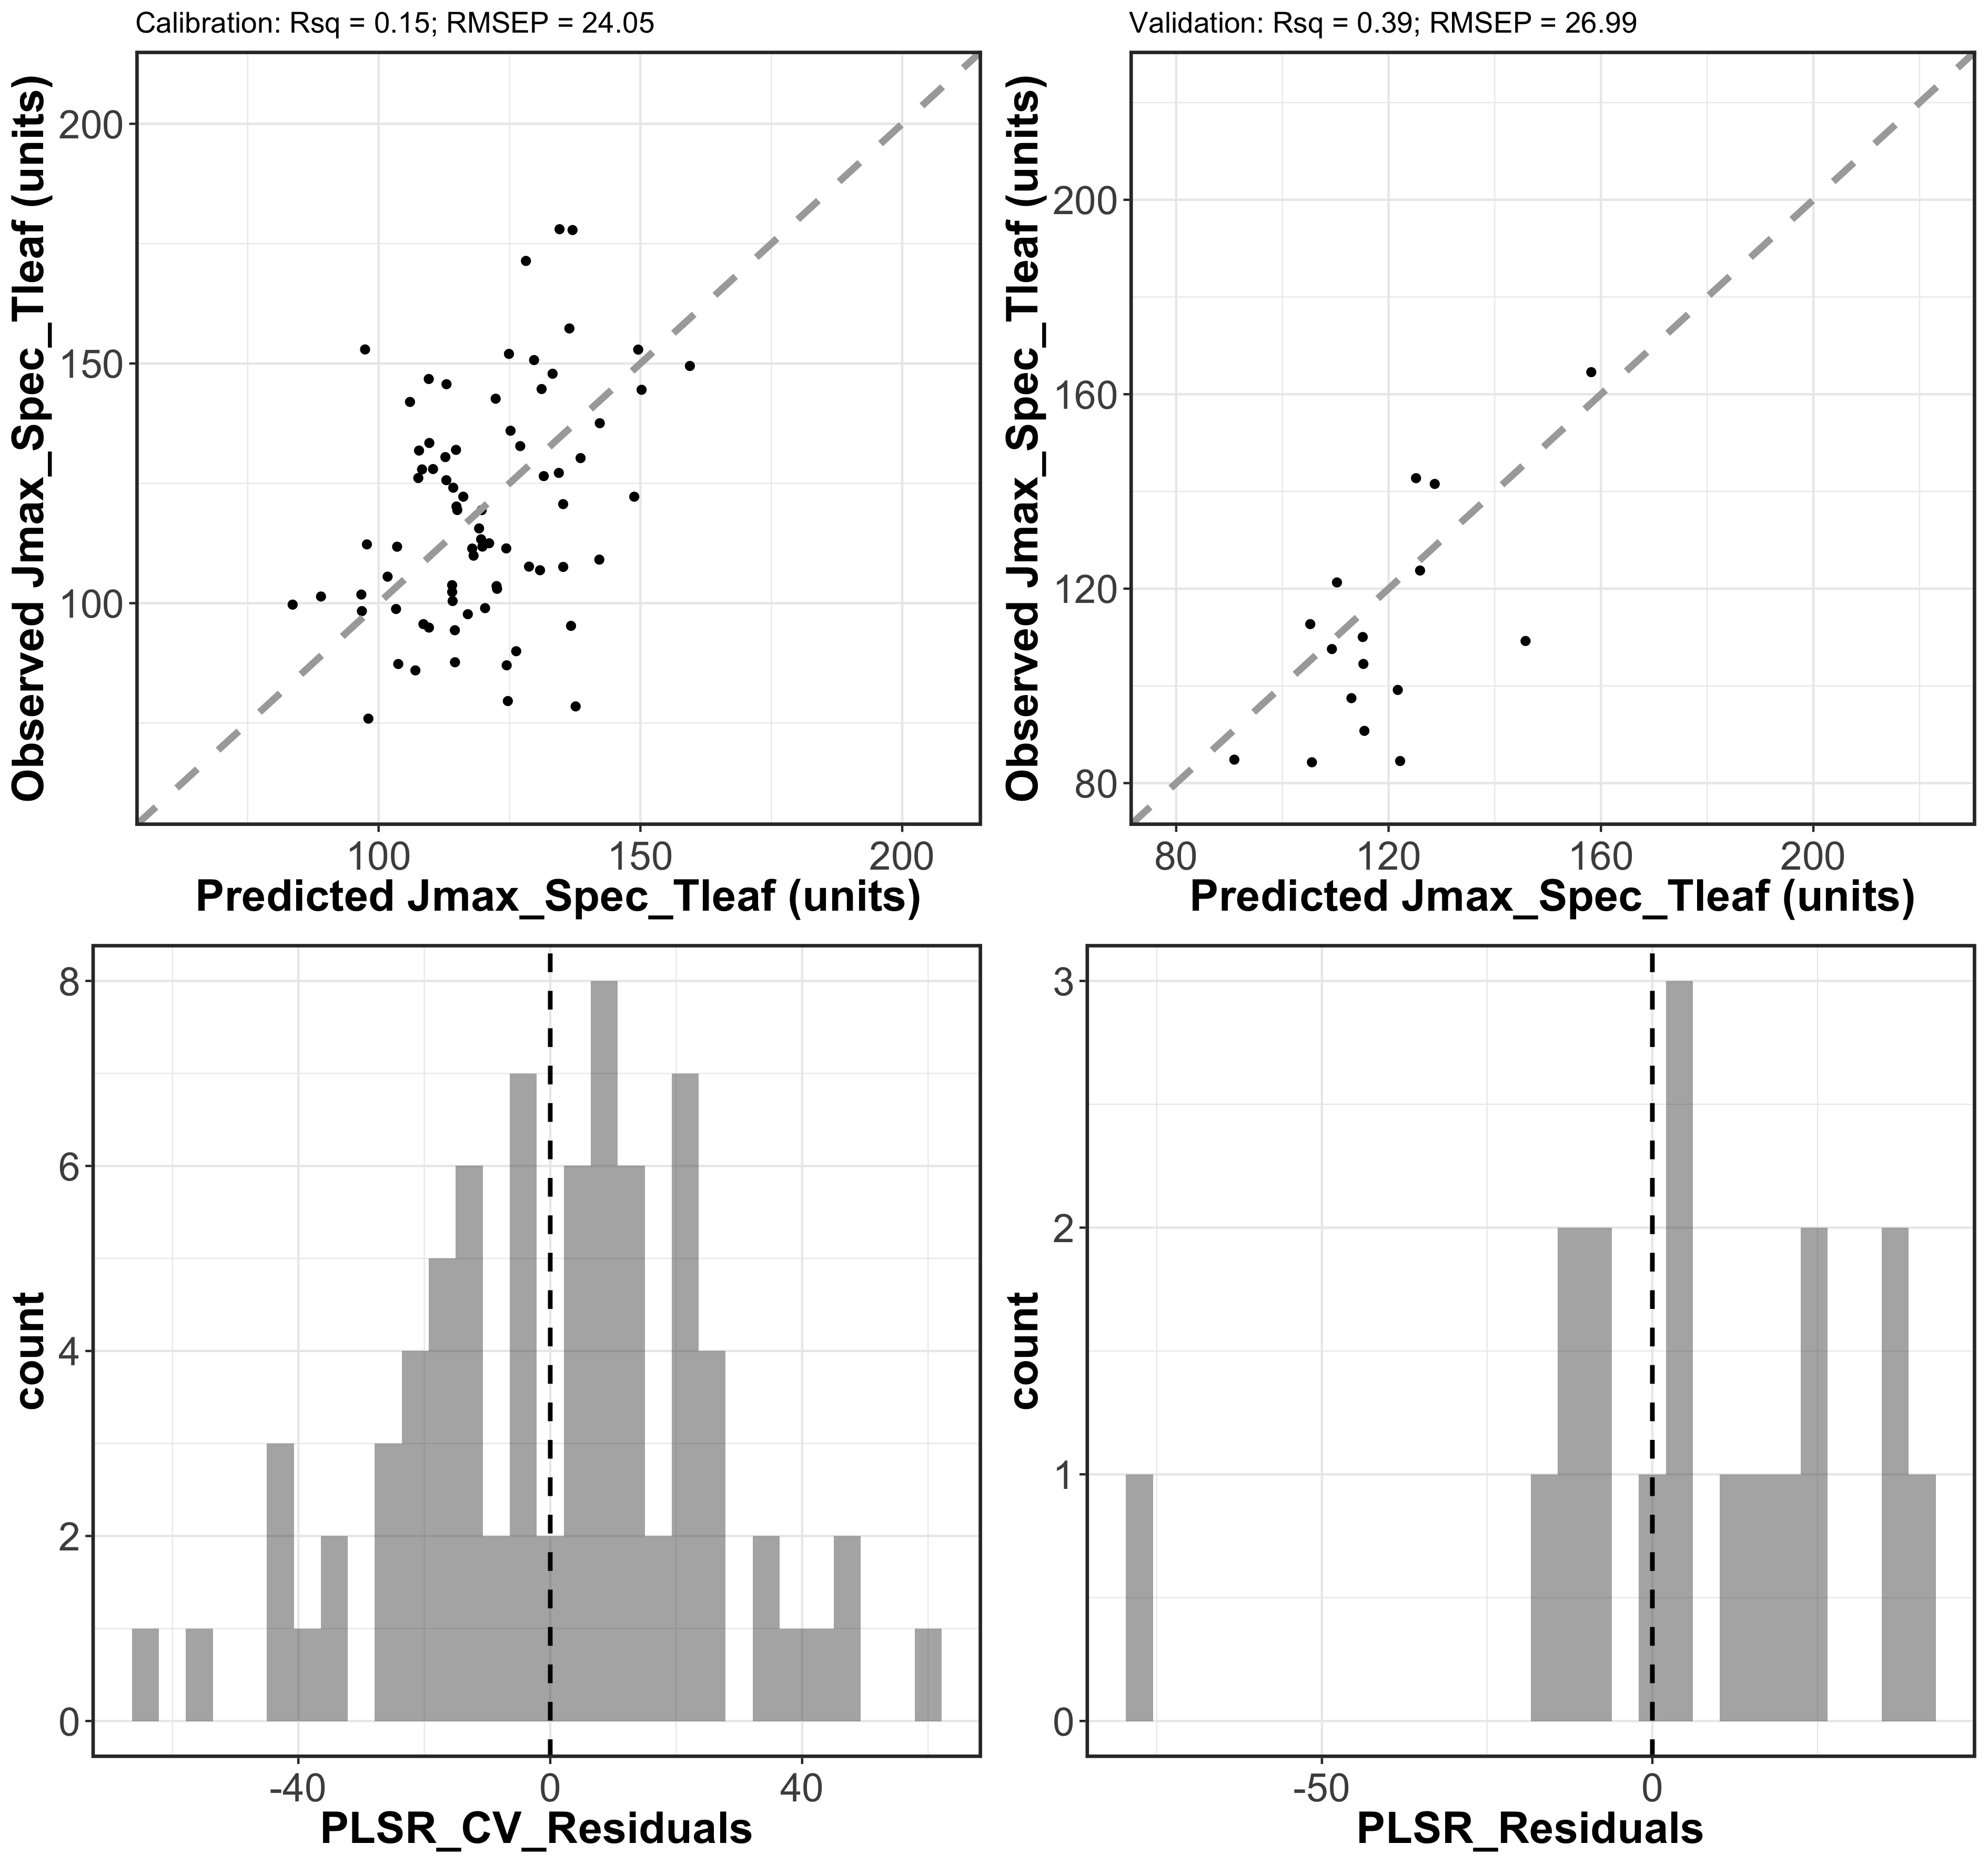 Calibration: Rsq = 0.15; RMSEP = 24.05
Observed Jmax_Spec_Tleaf (units)
200
150
100
100 150 200
Predicted Jmax_Spec_Tleaf (units)
Validation: Rsq = 0.39; RMSEP = 26.99
Observed Jmax_Spec_Tleaf (units)
200
160
120
80
80 120 160 200
Predicted Jmax_Spec_Tleaf (units)
count
8
6
4
2
0
-40 0 40
PLSR_CV_Residuals
count
3
2
1
0
-50 0
PLSR_Residuals